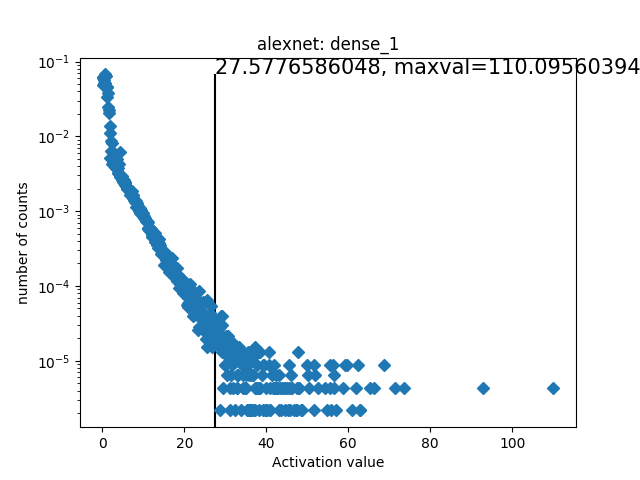 alexnet: dense_1
27.5776586048, maxval=110.09560394
10⁻¹
10⁻²
10⁻³
10⁻⁴
10⁻⁵
number of counts
0 20 40 60 80 100
Activation value